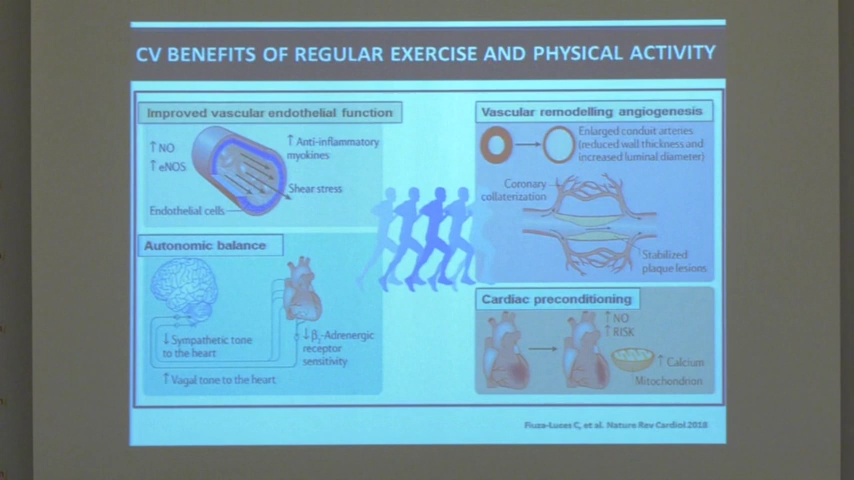 CV BENEFITS OF REGULAR EXERCISE AND PHYSICAL ACTIVITY
Improved vascular endothelial function
↑ NO
↑ eNOS
↑ Anti-inflammatory
myokines
Shear stress
Endothelial cells
Autonomic balance
↓ Sympathetic tone
to the heart
↓ β2-Adrenergic
receptor
sensitivity
↑ Vagal tone to the heart
Vascular remodelling angiogenesis
Enlarged conduit arteries
(reduced wall thickness and
increased luminal diameter)
Coronary
collaterization
Stabilized
plaque lesions
Cardiac preconditioning
↑ NO
↑ RISK
↑ Calcium
Mitochondrion
Fiuza-Luces C, et al. Nature Rev Cardiol 2018